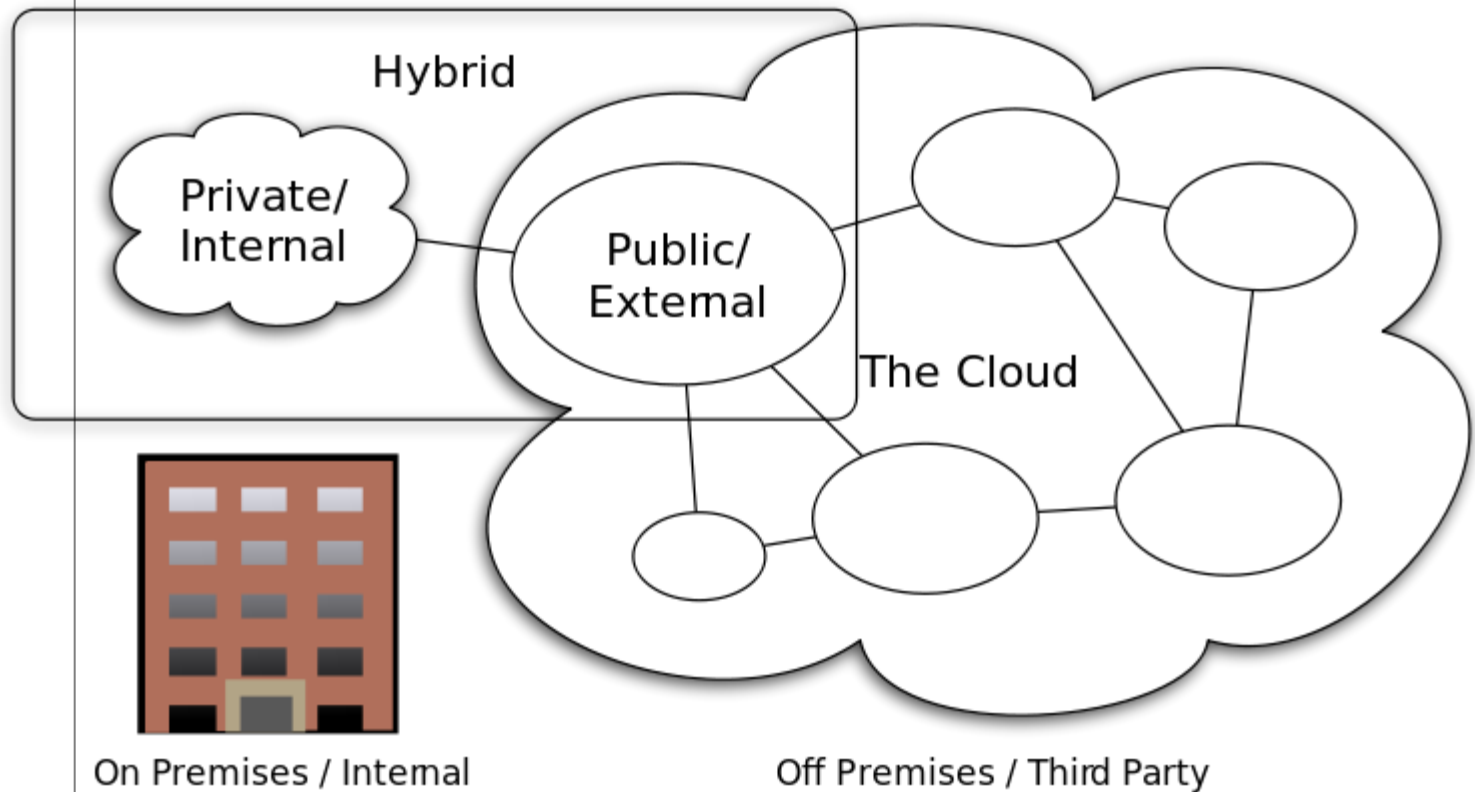 Hybrid
Private/
Internal
Public/
External
The Cloud
On Premises / Internal
Off Premises / Third Party